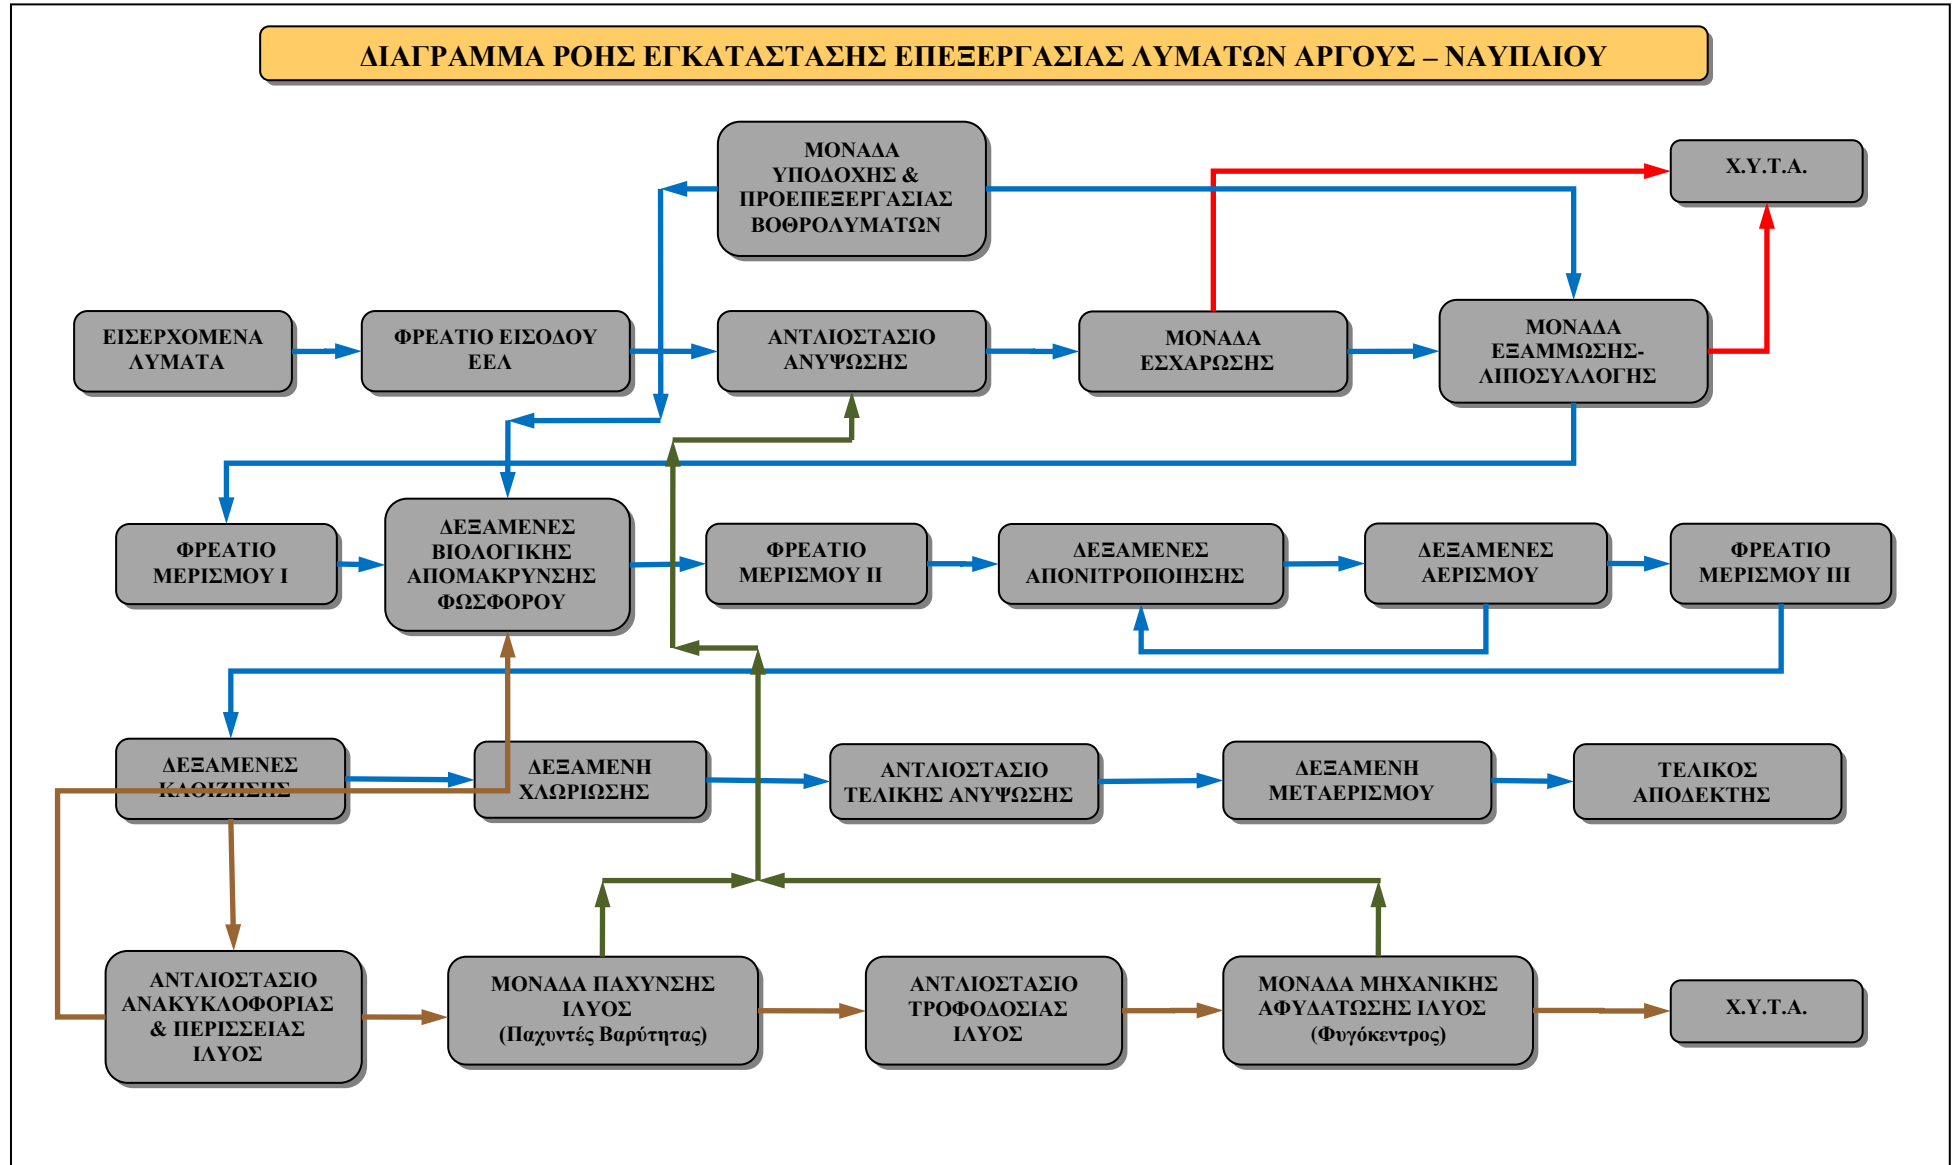 ΔΙΑΓΡΑΜΜΑ ΡΟΗΣ ΕΓΚΑΤΑΣΤΑΣΗΣ ΕΠΕΞΕΡΓΑΣΙΑΣ ΛΥΜΑΤΩΝ ΑΡΓΟΥΣ – ΝΑΥΠΛΙΟΥ
ΜΟΝΑΔΑ
ΥΠΟΔΟΧΗΣ &
ΠΡΟΕΠΕΞΕΡΓΑΣΙΑΣ
ΒΟΘΡΟΛΥΜΑΤΩΝ
Χ.Υ.Τ.Α.
ΕΙΣΕΡΧΟΜΕΝΑ
ΛΥΜΑΤΑ
ΦΡΕΑΤΙΟ ΕΙΣΟΔΟΥ
ΕΕΛ
ΑΝΤΛΙΟΣΤΑΣΙΟ
ΑΝΥΨΩΣΗΣ
ΜΟΝΑΔΑ
ΕΣΧΑΡΩΣΗΣ
ΜΟΝΑΔΑ
ΕΞΑΜΜΩΣΗΣ-
ΛΙΠΟΣΥΛΛΟΓΗΣ
ΦΡΕΑΤΙΟ
ΜΕΡΙΣΜΟΥ Ι
ΔΕΞΑΜΕΝΕΣ
ΒΙΟΛΟΓΙΚΗΣ
ΑΠΟΜΑΚΡΥΝΣΗΣ
ΦΩΣΦΟΡΟΥ
ΦΡΕΑΤΙΟ
ΜΕΡΙΣΜΟΥ ΙΙ
ΔΕΞΑΜΕΝΕΣ
ΑΠΟΝΙΤΡΟΠΟΙΗΣΗΣ
ΔΕΞΑΜΕΝΕΣ
ΑΕΡΙΣΜΟΥ
ΦΡΕΑΤΙΟ
ΜΕΡΙΣΜΟΥ ΙΙΙ
ΔΕΞΑΜΕΝΕΣ
ΚΑΘΙΖΗΣΗΣ
ΔΕΞΑΜΕΝΗ
ΧΛΩΡΙΩΣΗΣ
ΑΝΤΛΙΟΣΤΑΣΙΟ
ΤΕΛΙΚΗΣ ΑΝΥΨΩΣΗΣ
ΔΕΞΑΜΕΝΗ
ΜΕΤΑΕΡΙΣΜΟΥ
ΤΕΛΙΚΟΣ
ΑΠΟΔΕΚΤΗΣ
ΑΝΤΛΙΟΣΤΑΣΙΟ
ΑΝΑΚΥΚΛΟΦΟΡΙΑΣ
& ΠΕΡΙΣΣΕΙΑΣ
ΙΛΥΟΣ
ΜΟΝΑΔΑ ΠΑΧΥΝΣΗΣ
ΙΛΥΟΣ
(Παχυντές Βαρύτητας)
ΑΝΤΛΙΟΣΤΑΣΙΟ
ΤΡΟΦΟΔΟΣΙΑΣ
ΙΛΥΟΣ
ΜΟΝΑΔΑ ΜΗΧΑΝΙΚΗΣ
ΑΦΥΔΑΤΩΣΗΣ ΙΛΥΟΣ
(Φυγόκεντρος)
Χ.Υ.Τ.Α.